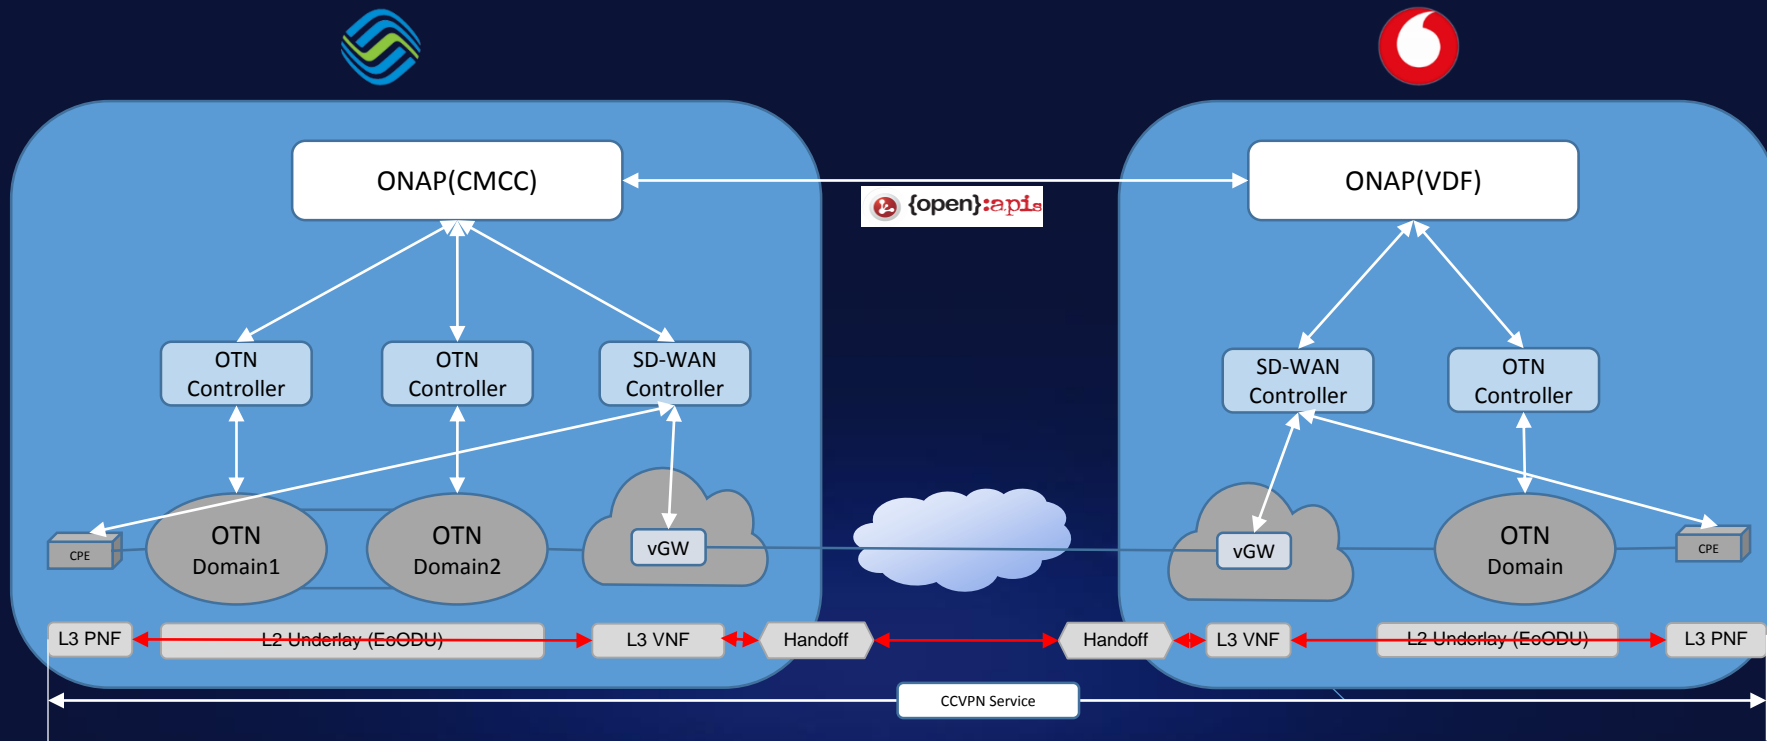 ONAP(CMCC)
ONAP(VDF)
{open}:apis
OTN
Controller
OTN
Controller
SD-WAN
Controller
SD-WAN
Controller
OTN
Controller
CPE
OTN
Domain1
OTN
Domain2
vGW
vGW
OTN
Domain
CPE
L3 PNF
L2 Underlay (EoODU)
L3 VNF
Handoff
Handoff
L3 VNF
L2 Underlay (EoODU)
L3 PNF
CCVPN Service